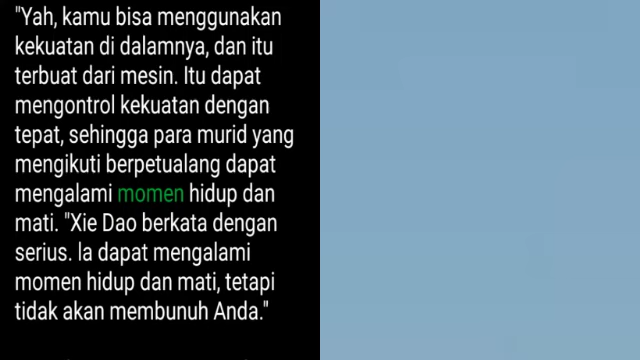 "Yah, kamu bisa menggunakan
kekuatan di dalamnya, dan itu
terbuat dari mesin. Itu dapat
mengontrol kekuatan dengan
tepat, sehingga para murid yang
mengikuti berpetualang dapat
mengalami momen hidup dan
mati. "Xie Dao berkata dengan
serius. Ia dapat mengalami
momen hidup dan mati, tetapi
tidak akan membunuh Anda."